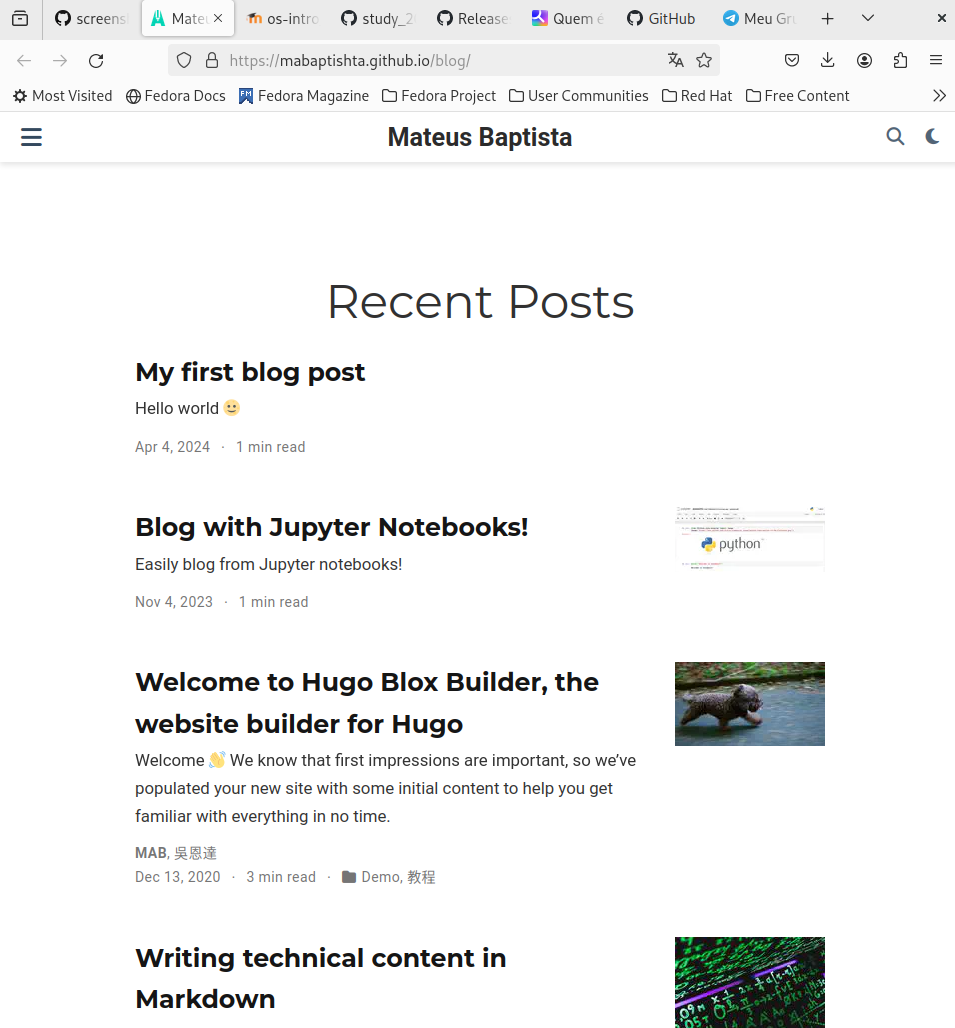 screens
Mateu
os-intro
study_2
Release
Quem é
GitHub
Meu Gru
https://mabaptishta.github.io/blog/
Most Visited
Fedora Docs
Fedora Magazine
Fedora Project
User Communities
Red Hat
Free Content
Mateus Baptista
Recent Posts
My first blog post
Hello world 🙂
Apr 4, 2024 · 1 min read
Blog with Jupyter Notebooks!
python
Easily blog from Jupyter notebooks!
Nov 4, 2023 · 1 min read
Welcome to Hugo Blox Builder, the
website builder for Hugo
Welcome 👋 We know that first impressions are important, so we’ve
populated your new site with some initial content to help you get
familiar with everything in no time.
MAB, 吳恩達
Dec 13, 2020 · 3 min read · Demo, 教程
Writing technical content in
Markdown